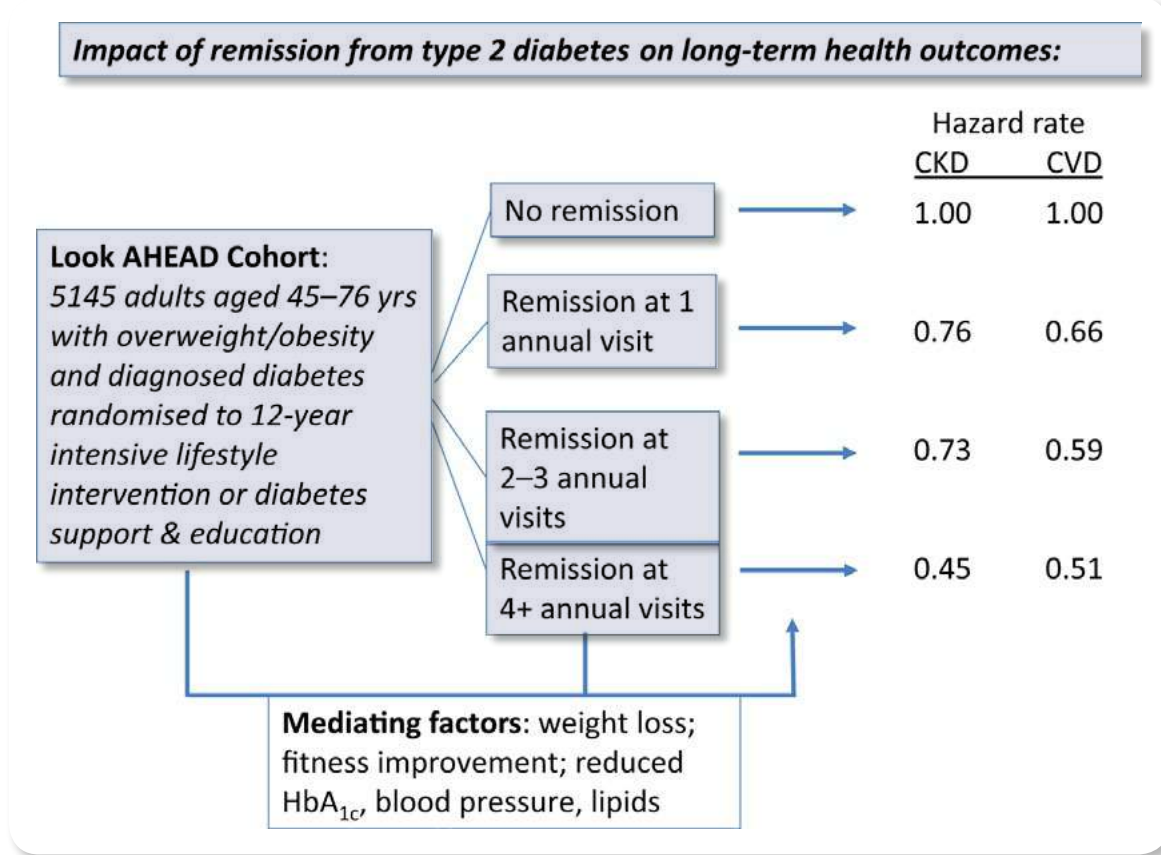 Impact of remission from type 2 diabetes on long-term health outcomes:
Hazard rate
CKD CVD
No remission
1.00 1.00
Look AHEAD Cohort:
5145 adults aged 45–76 yrs
with overweight/obesity
and diagnosed diabetes
randomised to 12-year
intensive lifestyle
intervention or diabetes
support & education
Remission at 1
annual visit
0.76 0.66
Remission at
2–3 annual
visits
0.73 0.59
Remission at
4+ annual visits
0.45 0.51
Mediating factors: weight loss;
fitness improvement; reduced
HbA1c, blood pressure, lipids